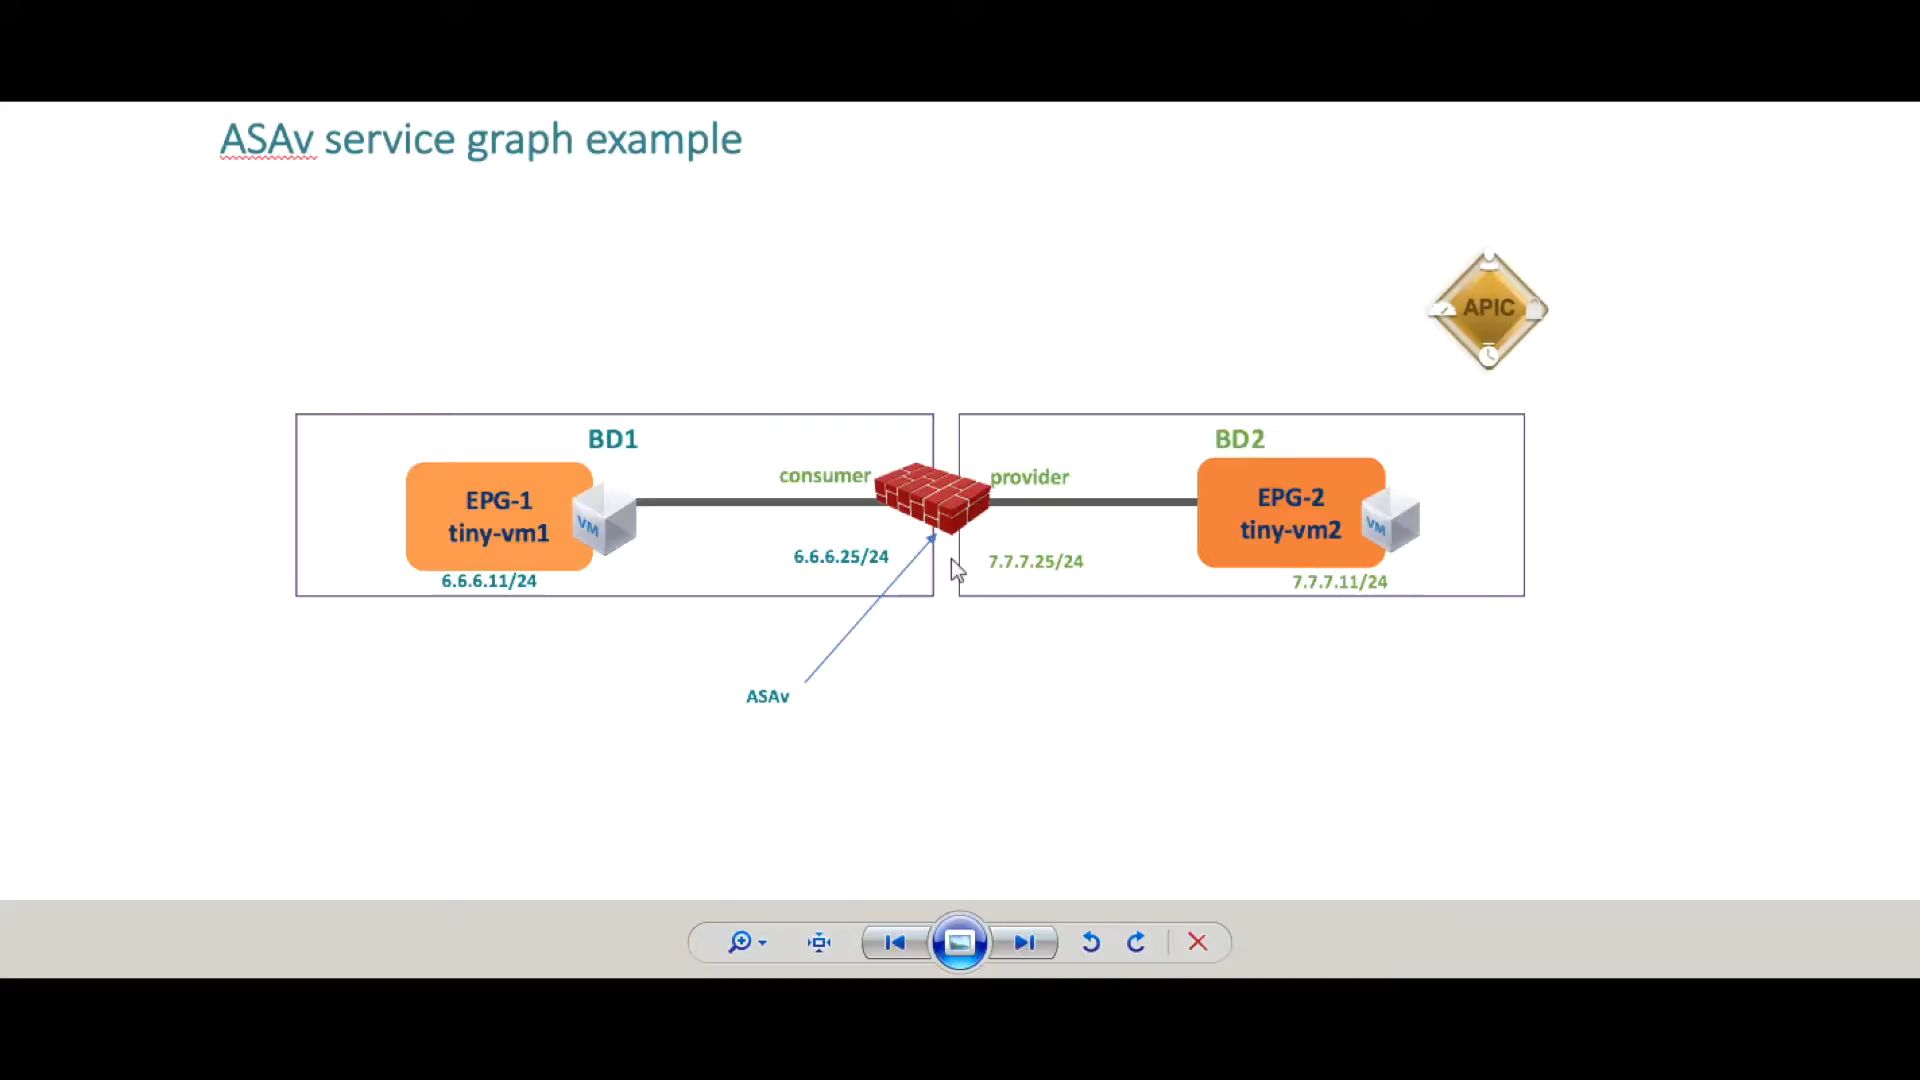 ASAv service graph example
APIC
BD1
BD2
consumer
provider
EPG-1
tiny-vm1
VM
EPG-2
tiny-vm2
VM
6.6.6.25/24
7.7.7.25/24
6.6.6.11/24
7.7.7.11/24
ASAv